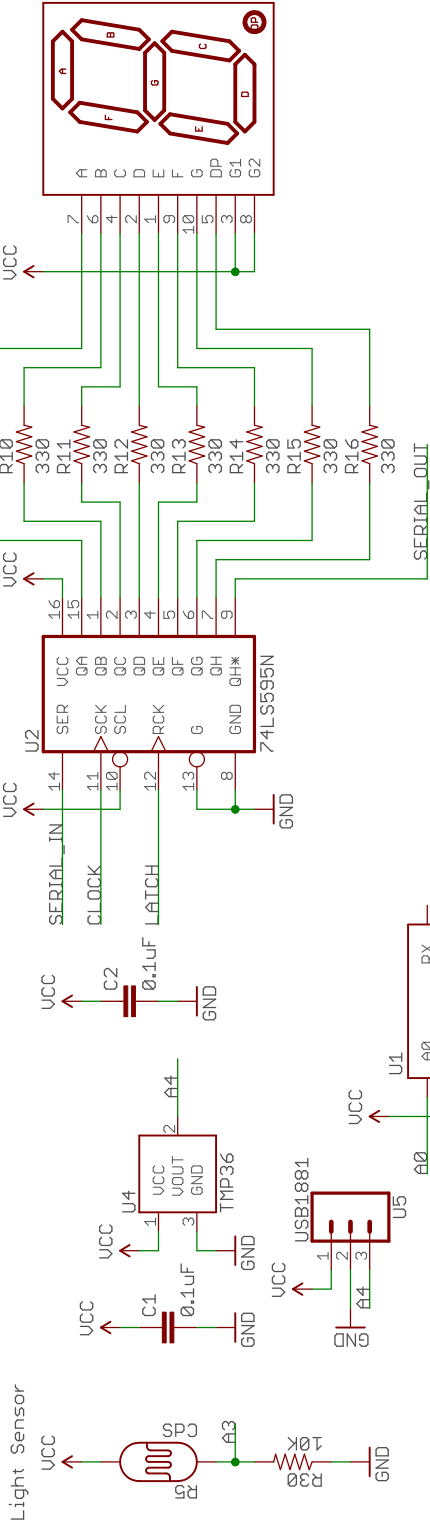 DP
B
C
A
G
D
F
E
A
B
C
D
E
F
G
DP
G1
G2
7
6
4
2
1
9
10
5
3
8
VCC
R10
330
R11
330
R12
330
R13
330
R14
330
R15
330
R16
330
SERIAL_OUT
VCC
16
15
1
2
3
4
5
6
7
9
U2
VCC
QA
QB
QC
QD
QE
QF
QG
QH
QH*
SER
SCK
SCL
RCK
G
GND
74LS595N
14
11
10
12
13
8
VCC
GND
SERIAL_IN
CLOCK
LATCH
VCC
C2
0.1uF
GND
RX
A0
U1
VCC
A0
A4
2
U4
VCC
VOUT
GND
TMP36
1
3
VCC
GND
USB1881
U5
1
2
3
VCC
A4
GND
VCC
C1
0.1uF
GND
Light Sensor
VCC
CdS
R5
A3
10K
R30
GND